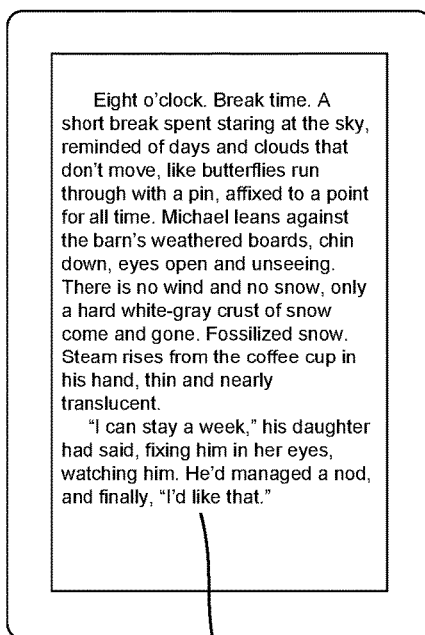 Eight o’clock. Break time. A
short break spent staring at the sky,
reminded of days and clouds that
don’t move, like butterflies run
through with a pin, affixed to a point
for all time. Michael leans against
the barn’s weathered boards, chin
down, eyes open and unseeing.
There is no wind and no snow, only
a hard white-gray crust of snow
come and gone. Fossilized snow.
Steam rises from the coffee cup in
his hand, thin and nearly
translucent.
“I can stay a week,” his daughter
had said, fixing him in her eyes,
watching him. He’d managed a nod,
and finally, “I’d like that.”